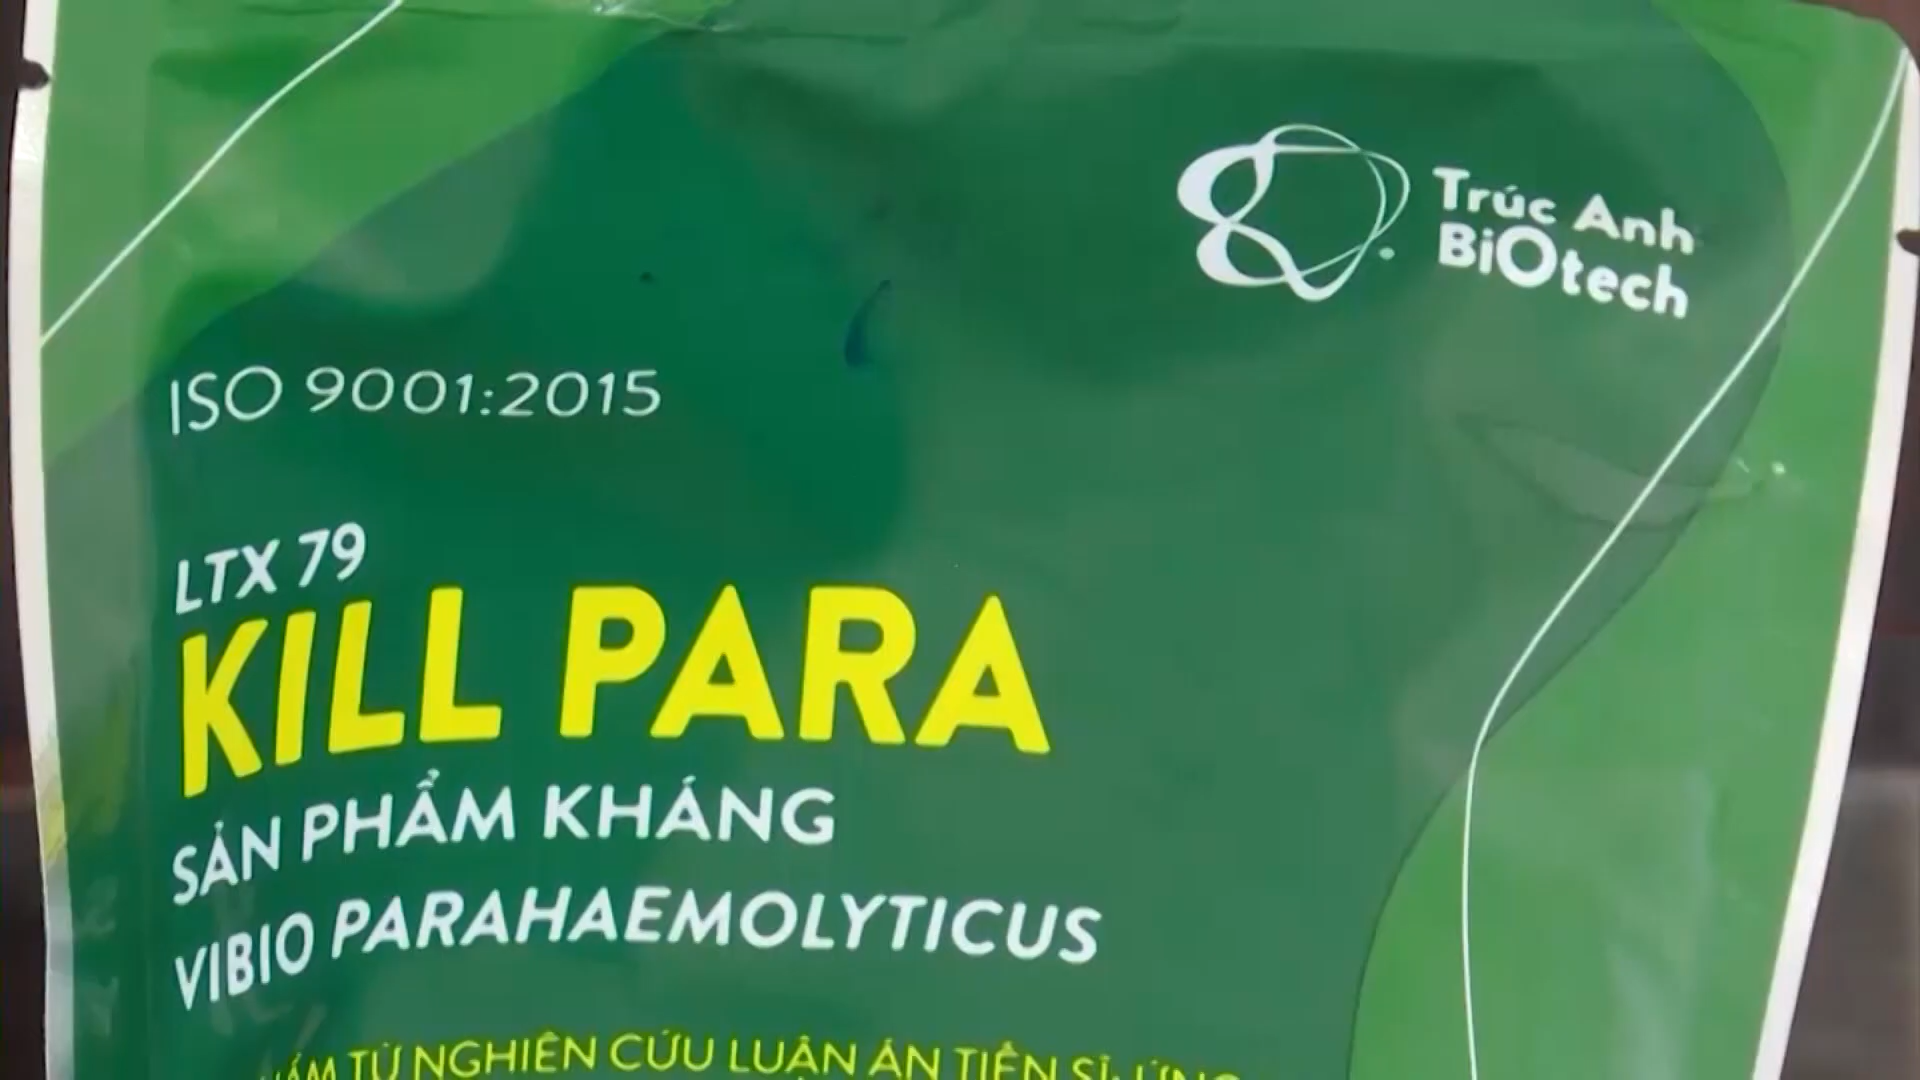 Trúc Anh
BiOtech
ISO 9001:2015
LTX 79
KILL PARA
SẢN PHẨM KHÁNG
VIBIO PARAHAEMOLYTICUS
TỪ NGHIÊN CỨU LUẬN ÁN TIẾN SĨ